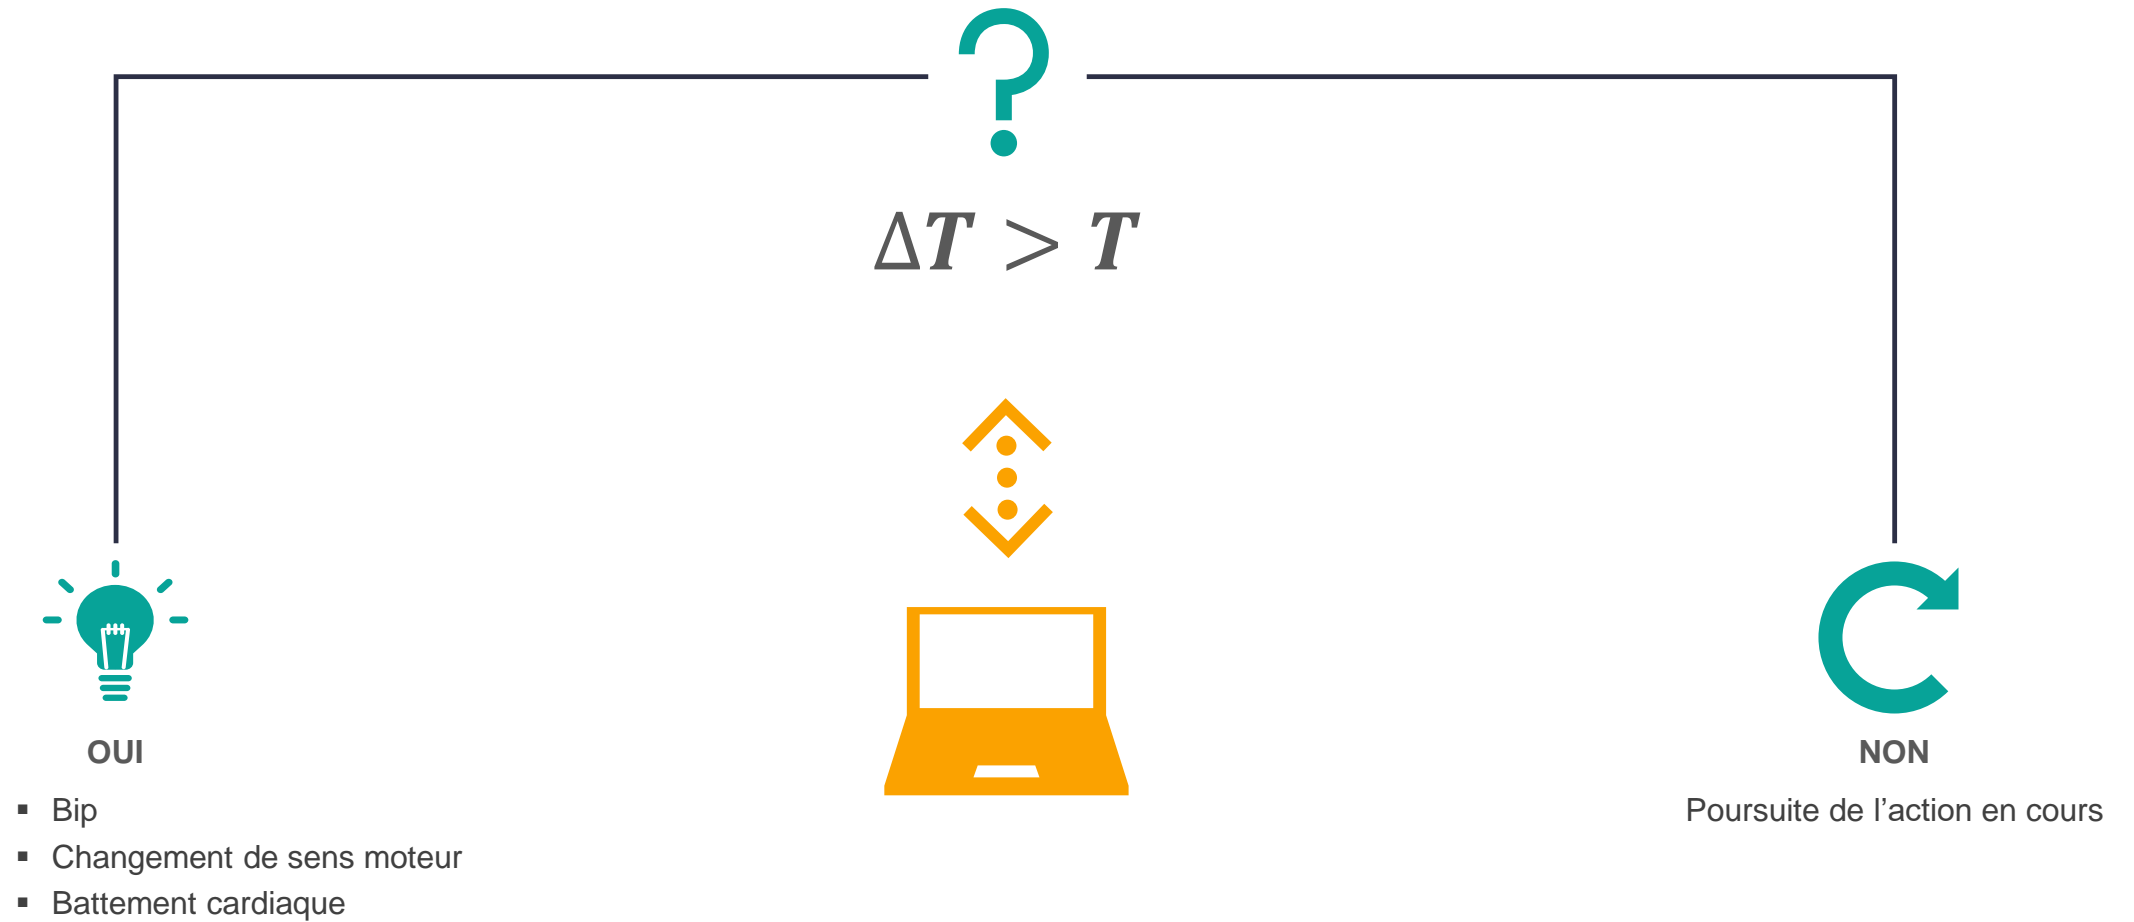 ΔT > T
OUI
NON
▪ Bip
Poursuite de l’action en cours
▪ Changement de sens moteur
▪ Battement cardiaque